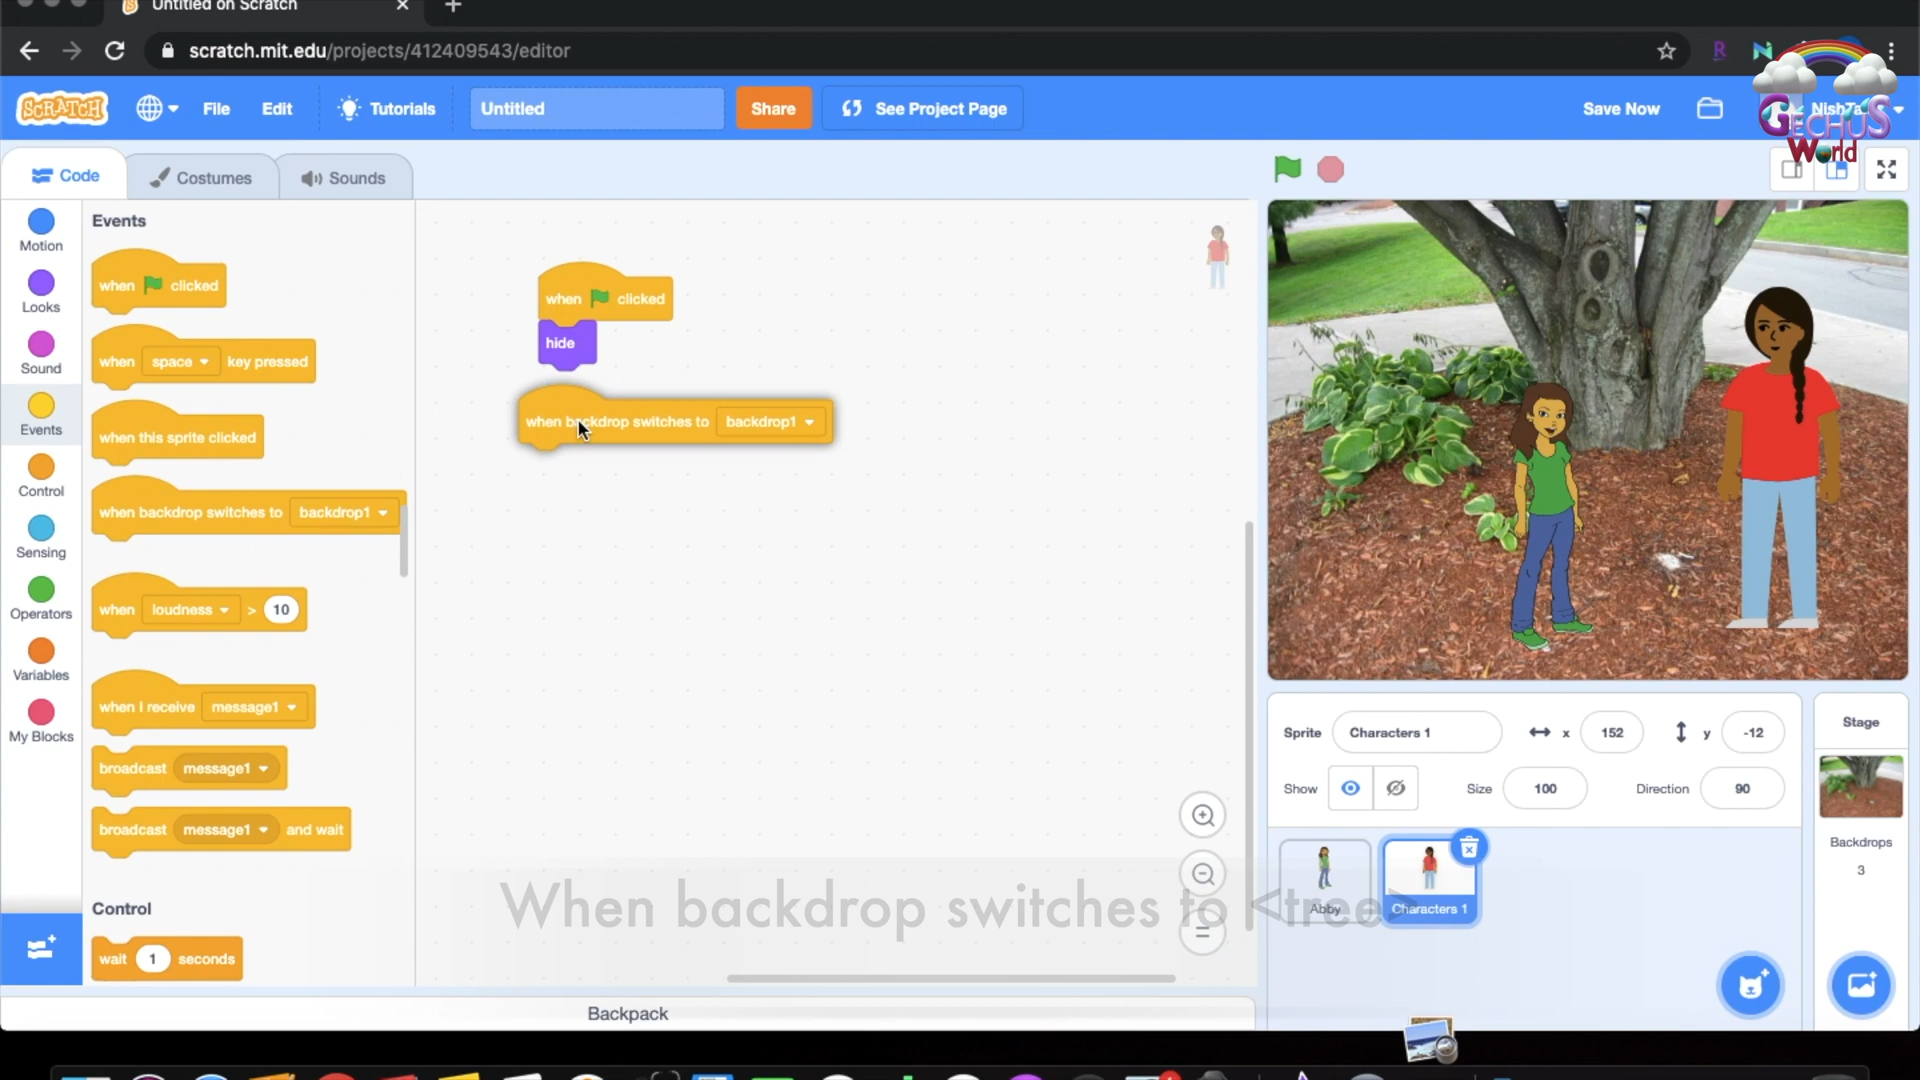 Untitled on Scratch
scratch.mit.edu/projects/412409543/editor
SCRATCH
File
Edit
Tutorials
Untitled
Share
See Project Page
Save Now
GECHUS
World
Code
Costumes
Sounds
Motion
Looks
Sound
Events
Control
Sensing
Operators
Variables
My Blocks
Events
when clicked
when space key pressed
when this sprite clicked
when backdrop switches to backdrop1
when loudness > 10
when I receive message1
broadcast message1
broadcast message1 and wait
Control
wait 1 seconds
when clicked
hide
when backdrop switches to backdrop1
When backdrop switches to <tree>
Backpack
Sprite Characters 1 x 152 y -12
Show Size 100 Direction 90
Abby
Characters 1
Stage
Backdrops
3